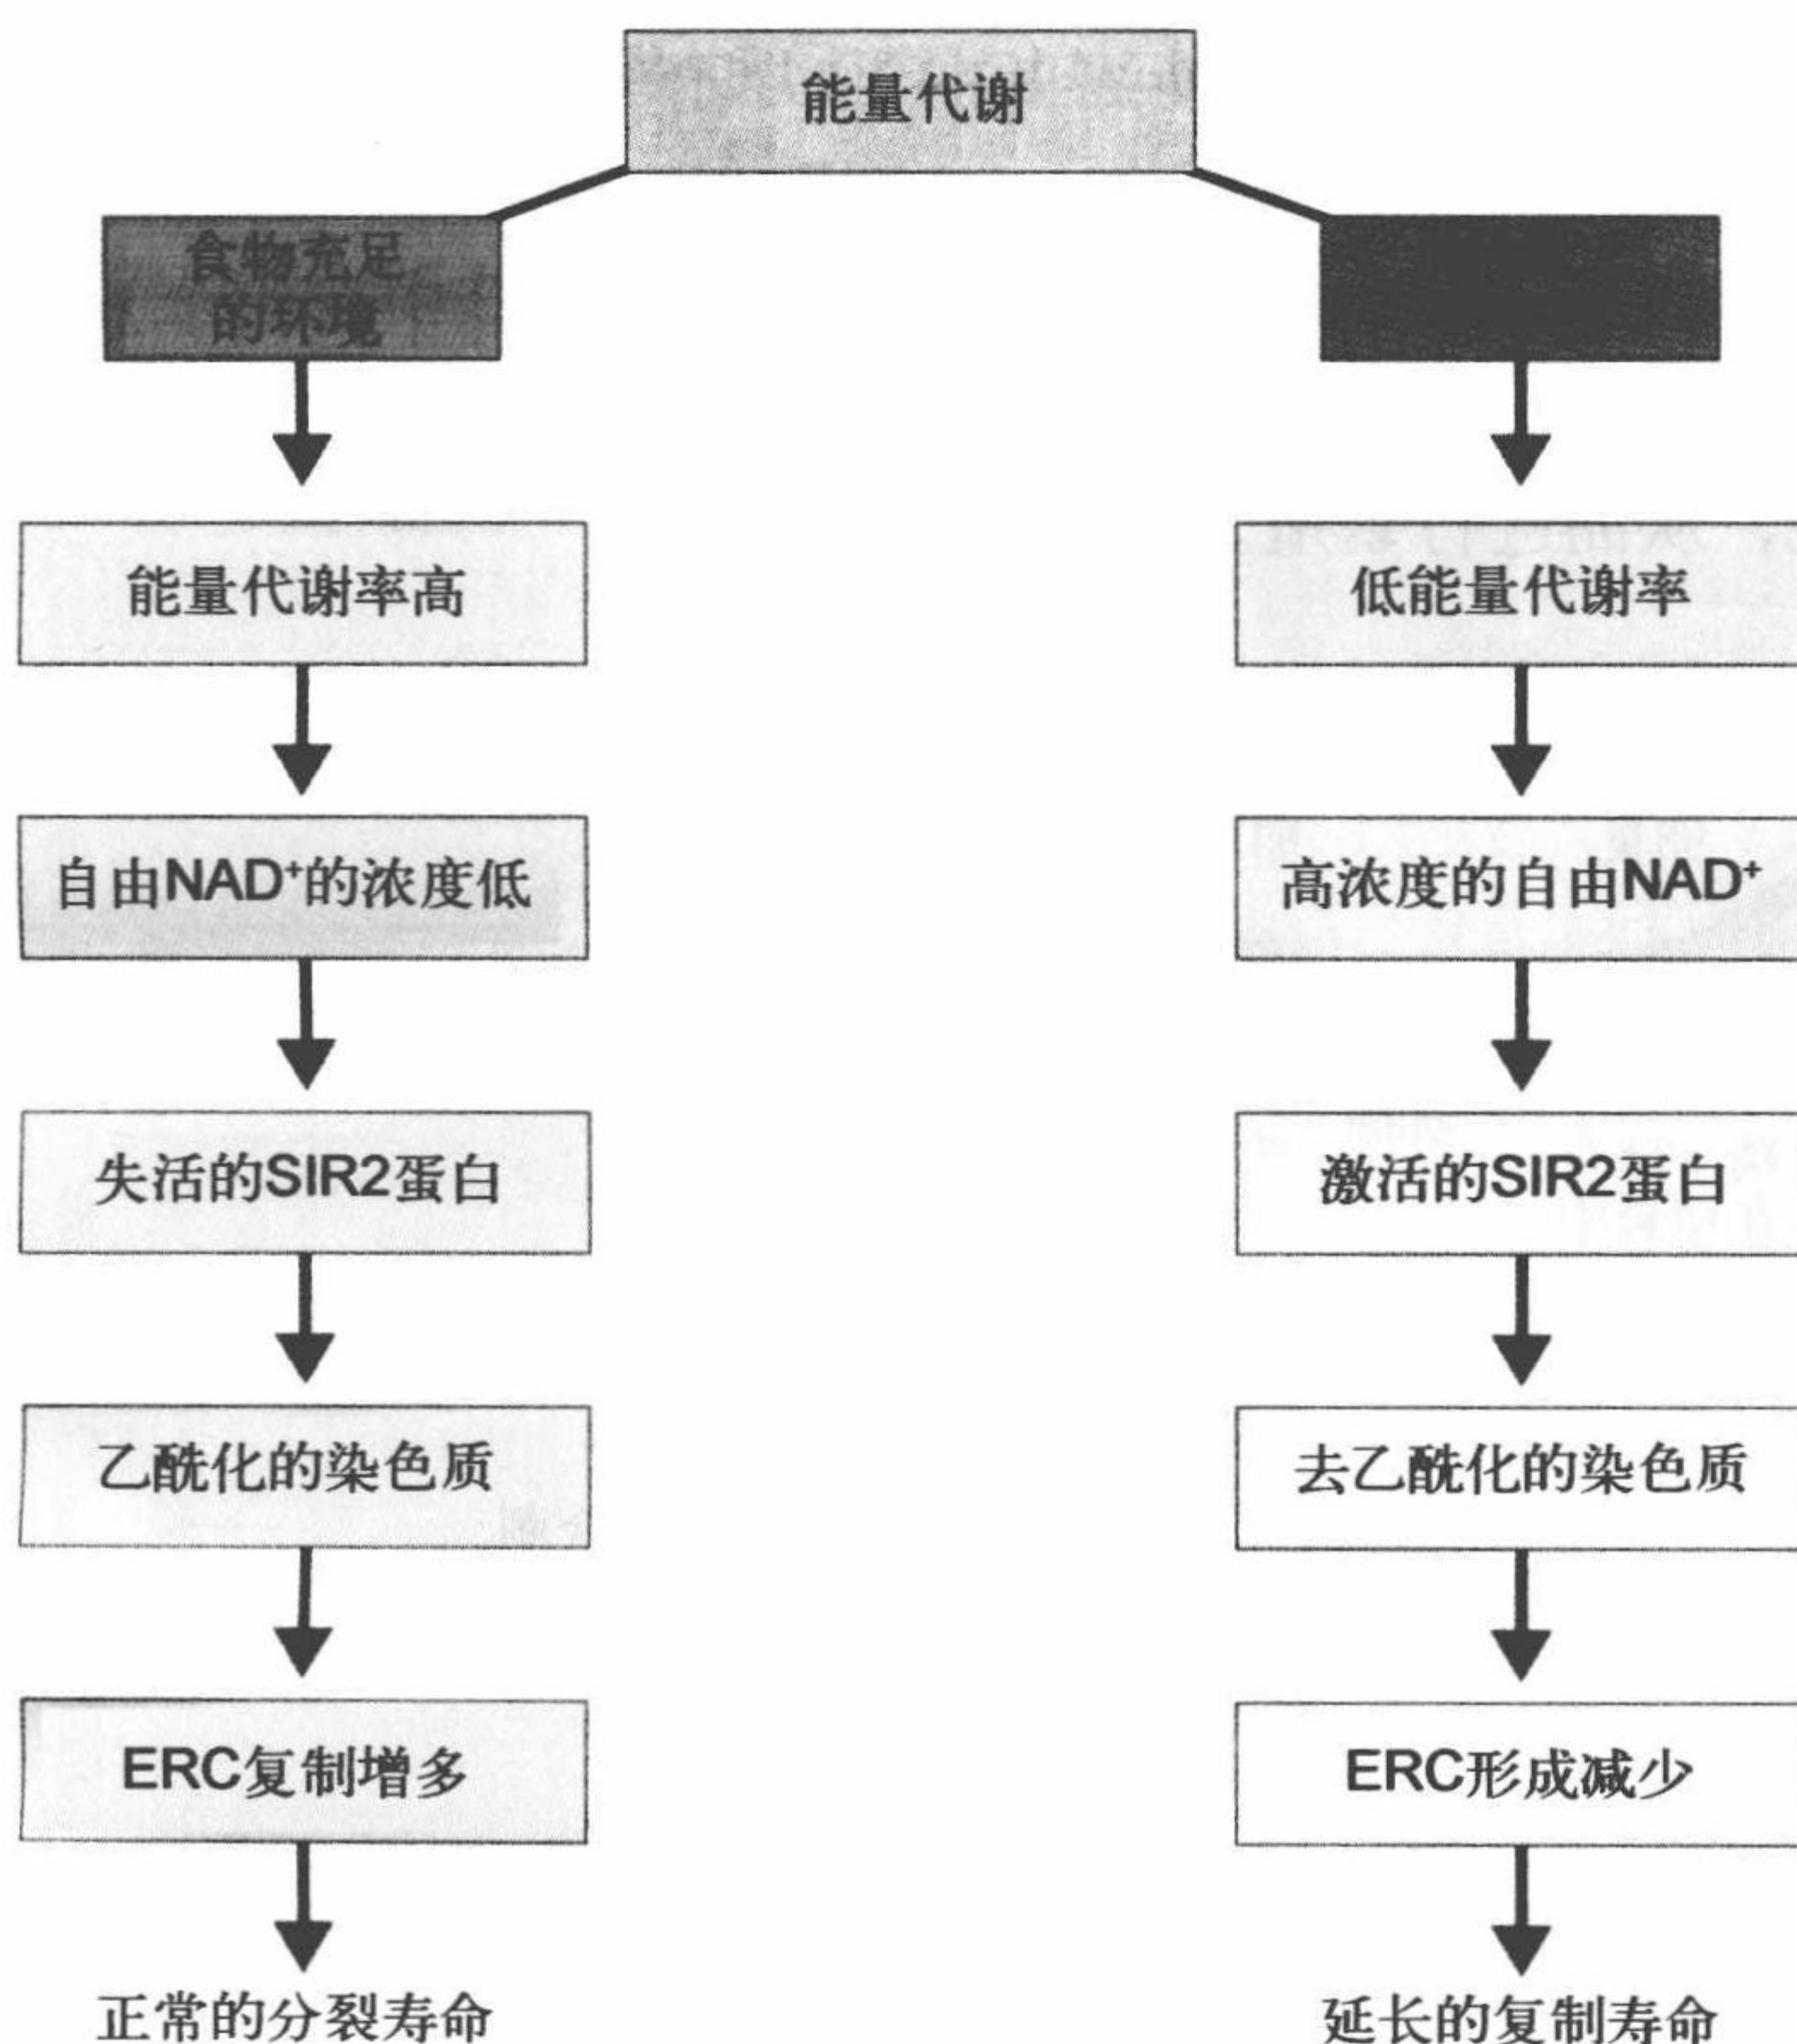 能量代谢
食物充足
的环境
能量代谢率高
低能量代谢率
自由NAD⁺的浓度低
高浓度的自由NAD⁺
失活的SIR2蛋白
激活的SIR2蛋白
乙酰化的染色质
去乙酰化的染色质
ERC复制增多
ERC形成减少
正常的分裂寿命
延长的复制寿命